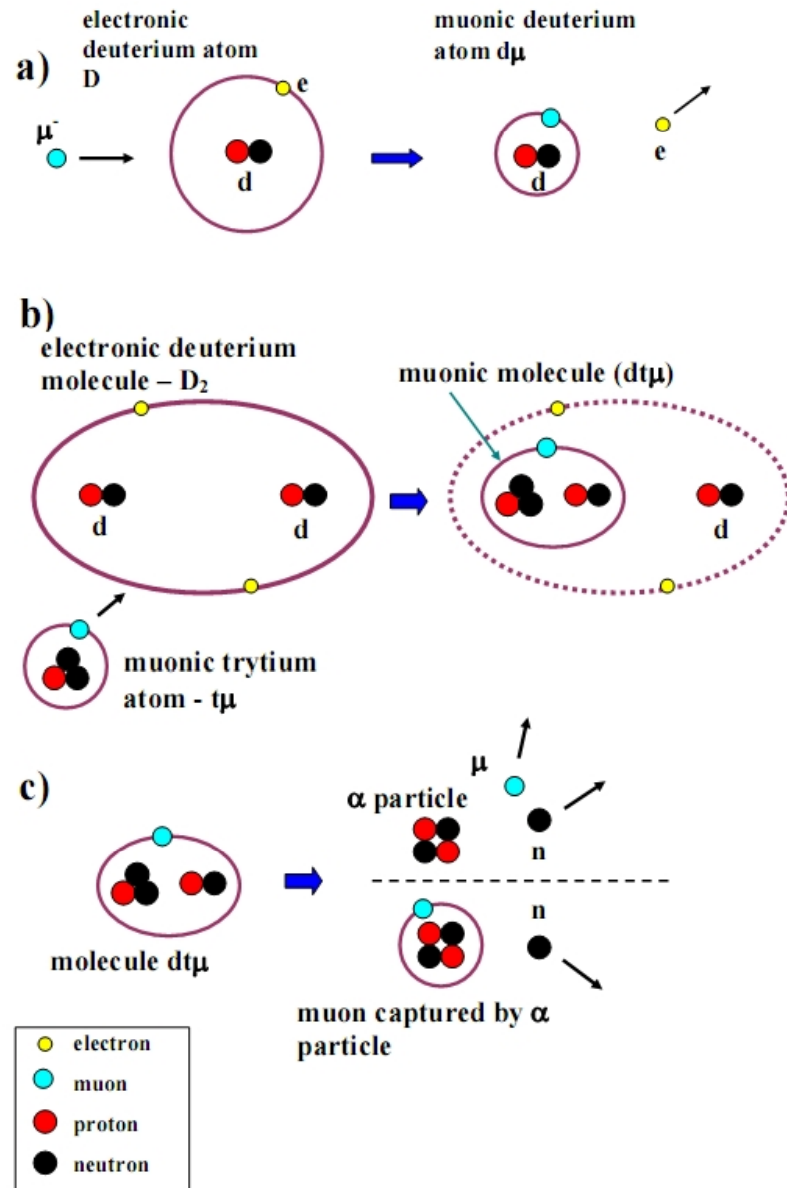 a)
electronic
deuterium atom
D
e
μ-
d
muonic deuterium
atom dμ
d
e
b)
electronic deuterium
molecule – D2
d
d
muonic trytium
atom - tμ
muonic molecule (dtμ)
d
c)
molecule dtμ
α particle
μ
n
n
muon captured by α
particle
electron
muon
proton
neutron